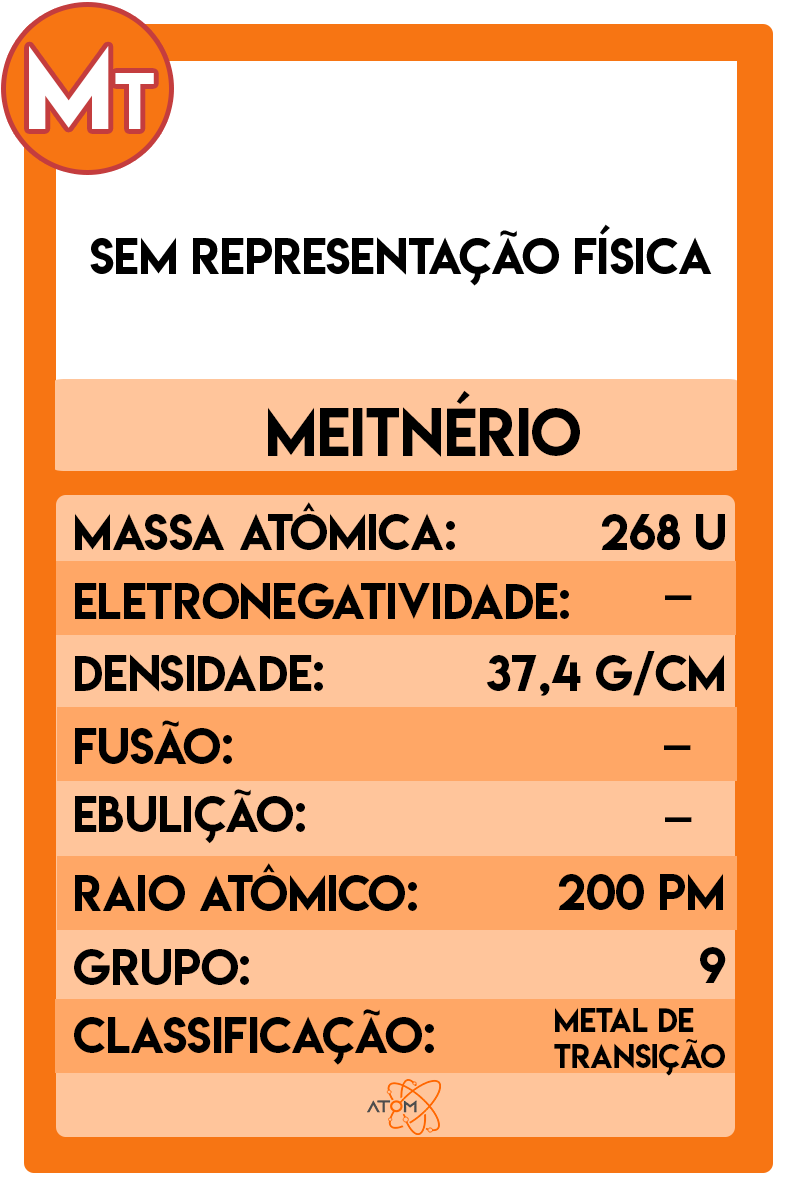 MT
SEM REPRESENTAÇÃO FÍSICA
MEITNÉRIO
MASSA ATÔMICA: 268 U
ELETRONEGATIVIDADE: –
DENSIDADE: 37,4 G/CM
FUSÃO: –
EBULIÇÃO: –
RAIO ATÔMICO: 200 PM
GRUPO: 9
CLASSIFICAÇÃO: METAL DE
TRANSIÇÃO
ATOM